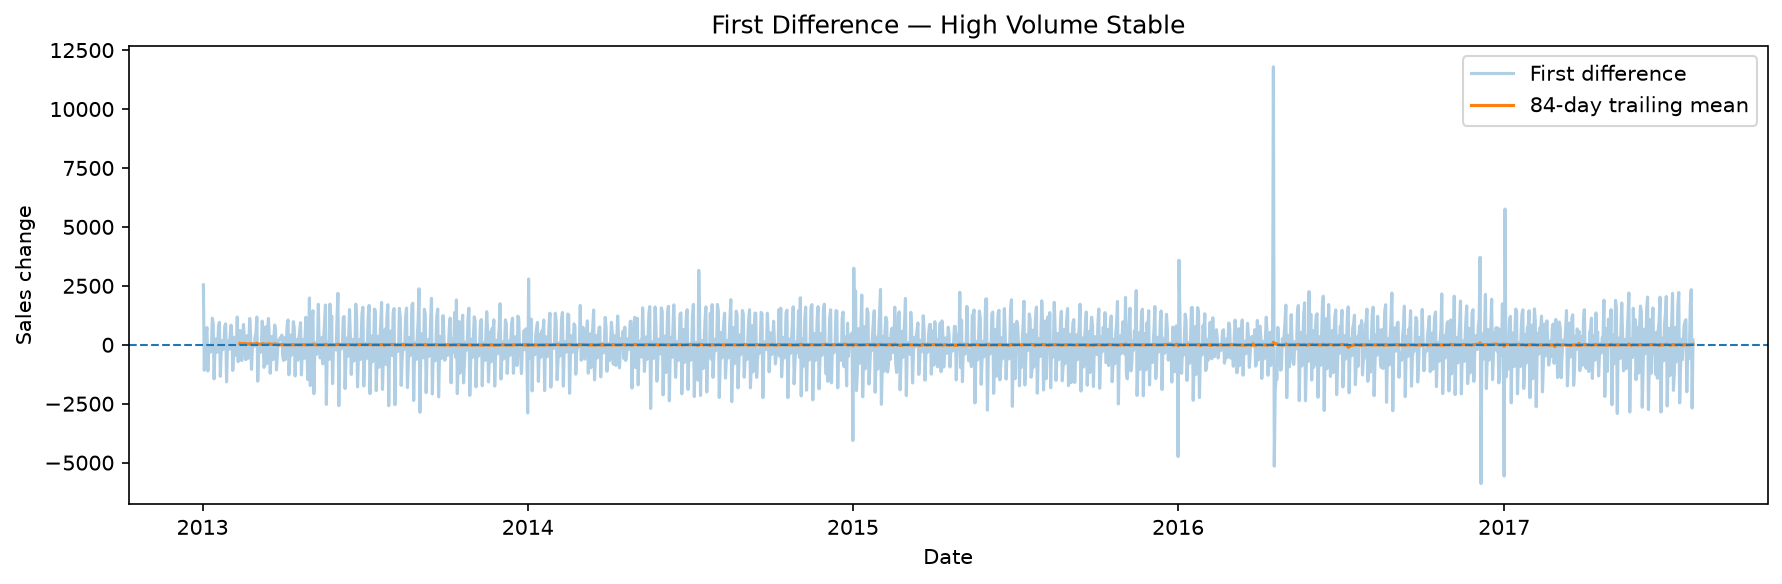 First Difference — High Volume Stable
12500
10000
7500
5000
2500
0
−2500
−5000
Sales change
First difference
84-day trailing mean
2013
2014
2015
2016
2017
Date